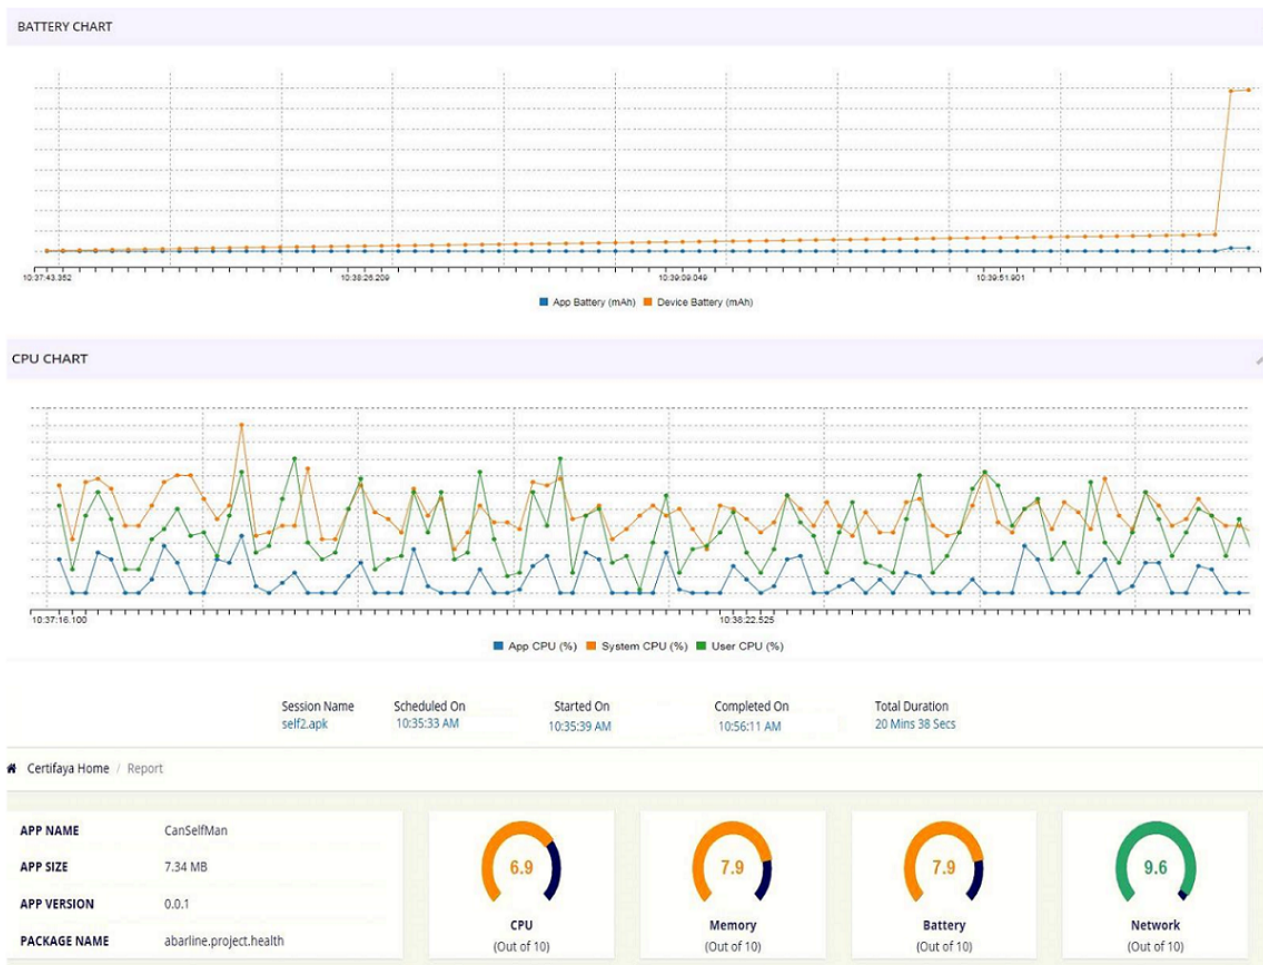 BATTERY CHART
10:37:43.352 10:38:26.209 10:39:09.049 10:39:51.901
App Battery (mAh) Device Battery (mAh)
CPU CHART
10:37:16.100 10:38:22.525
App CPU (%) System CPU (%) User CPU (%)
Session Name Scheduled On Started On Completed On Total Duration
self2.apk 10:35:33 AM 10:35:39 AM 10:56:11 AM 20 Mins 38 Secs
Certifaya Home / Report
APP NAME CanSelfMan
APP SIZE 7.34 MB
APP VERSION 0.0.1
PACKAGE NAME abarline.project.health
6.9 7.9 7.9 9.6
CPU Memory Battery Network
(Out of 10) (Out of 10) (Out of 10) (Out of 10)